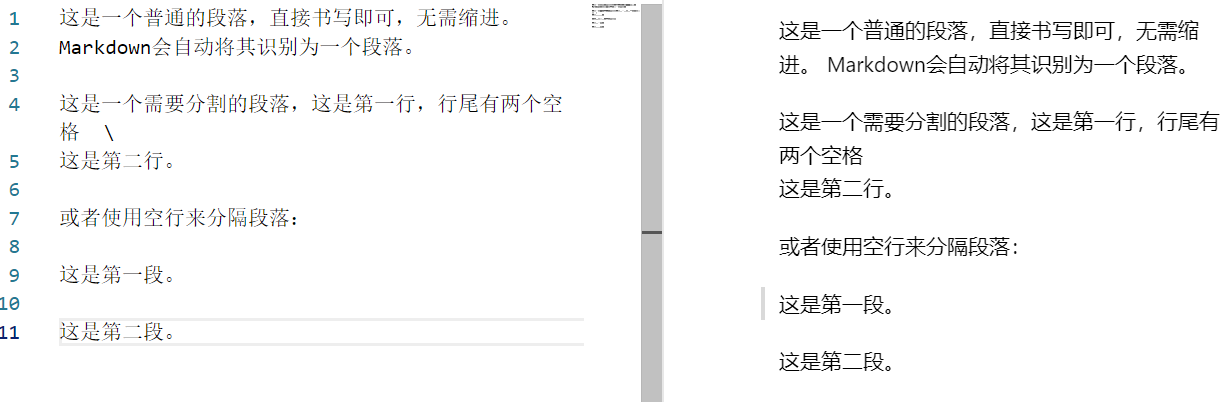 1 这是一个普通的段落，直接书写即可，无需缩进。
2 Markdown会自动将其识别为一个段落。
3
4 这是一个需要分割的段落，这是第一行，行尾有两个空
格  \
5 这是第二行。
6
7 或者使用空行来分隔段落：
8
9 这是第一段。
10
11 这是第二段。
这是一个普通的段落，直接书写即可，无需缩
进。 Markdown会自动将其识别为一个段落。
这是一个需要分割的段落，这是第一行，行尾有
两个空格
这是第二行。
或者使用空行来分隔段落：
这是第一段。
这是第二段。